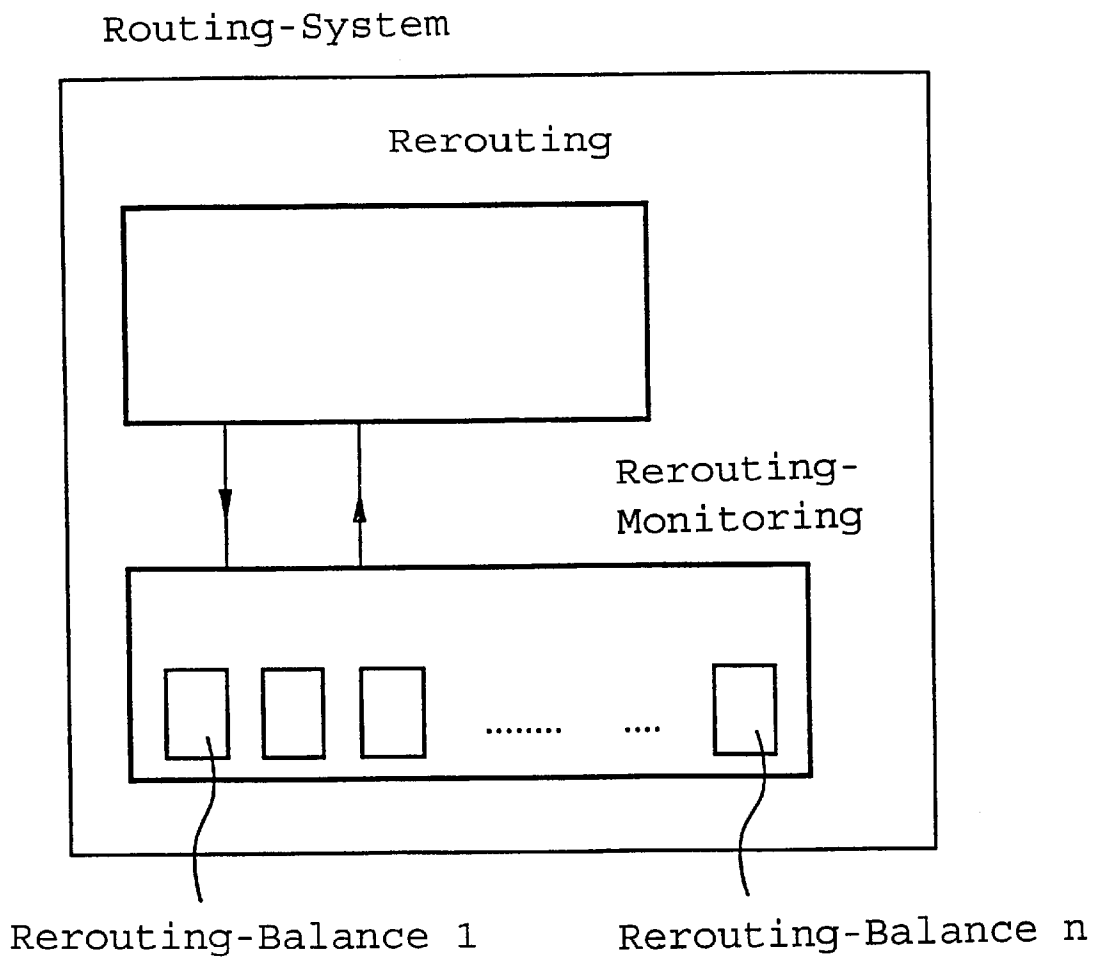 Routing-System
Rerouting
Rerouting-
Monitoring
Rerouting-Balance 1
Rerouting-Balance n